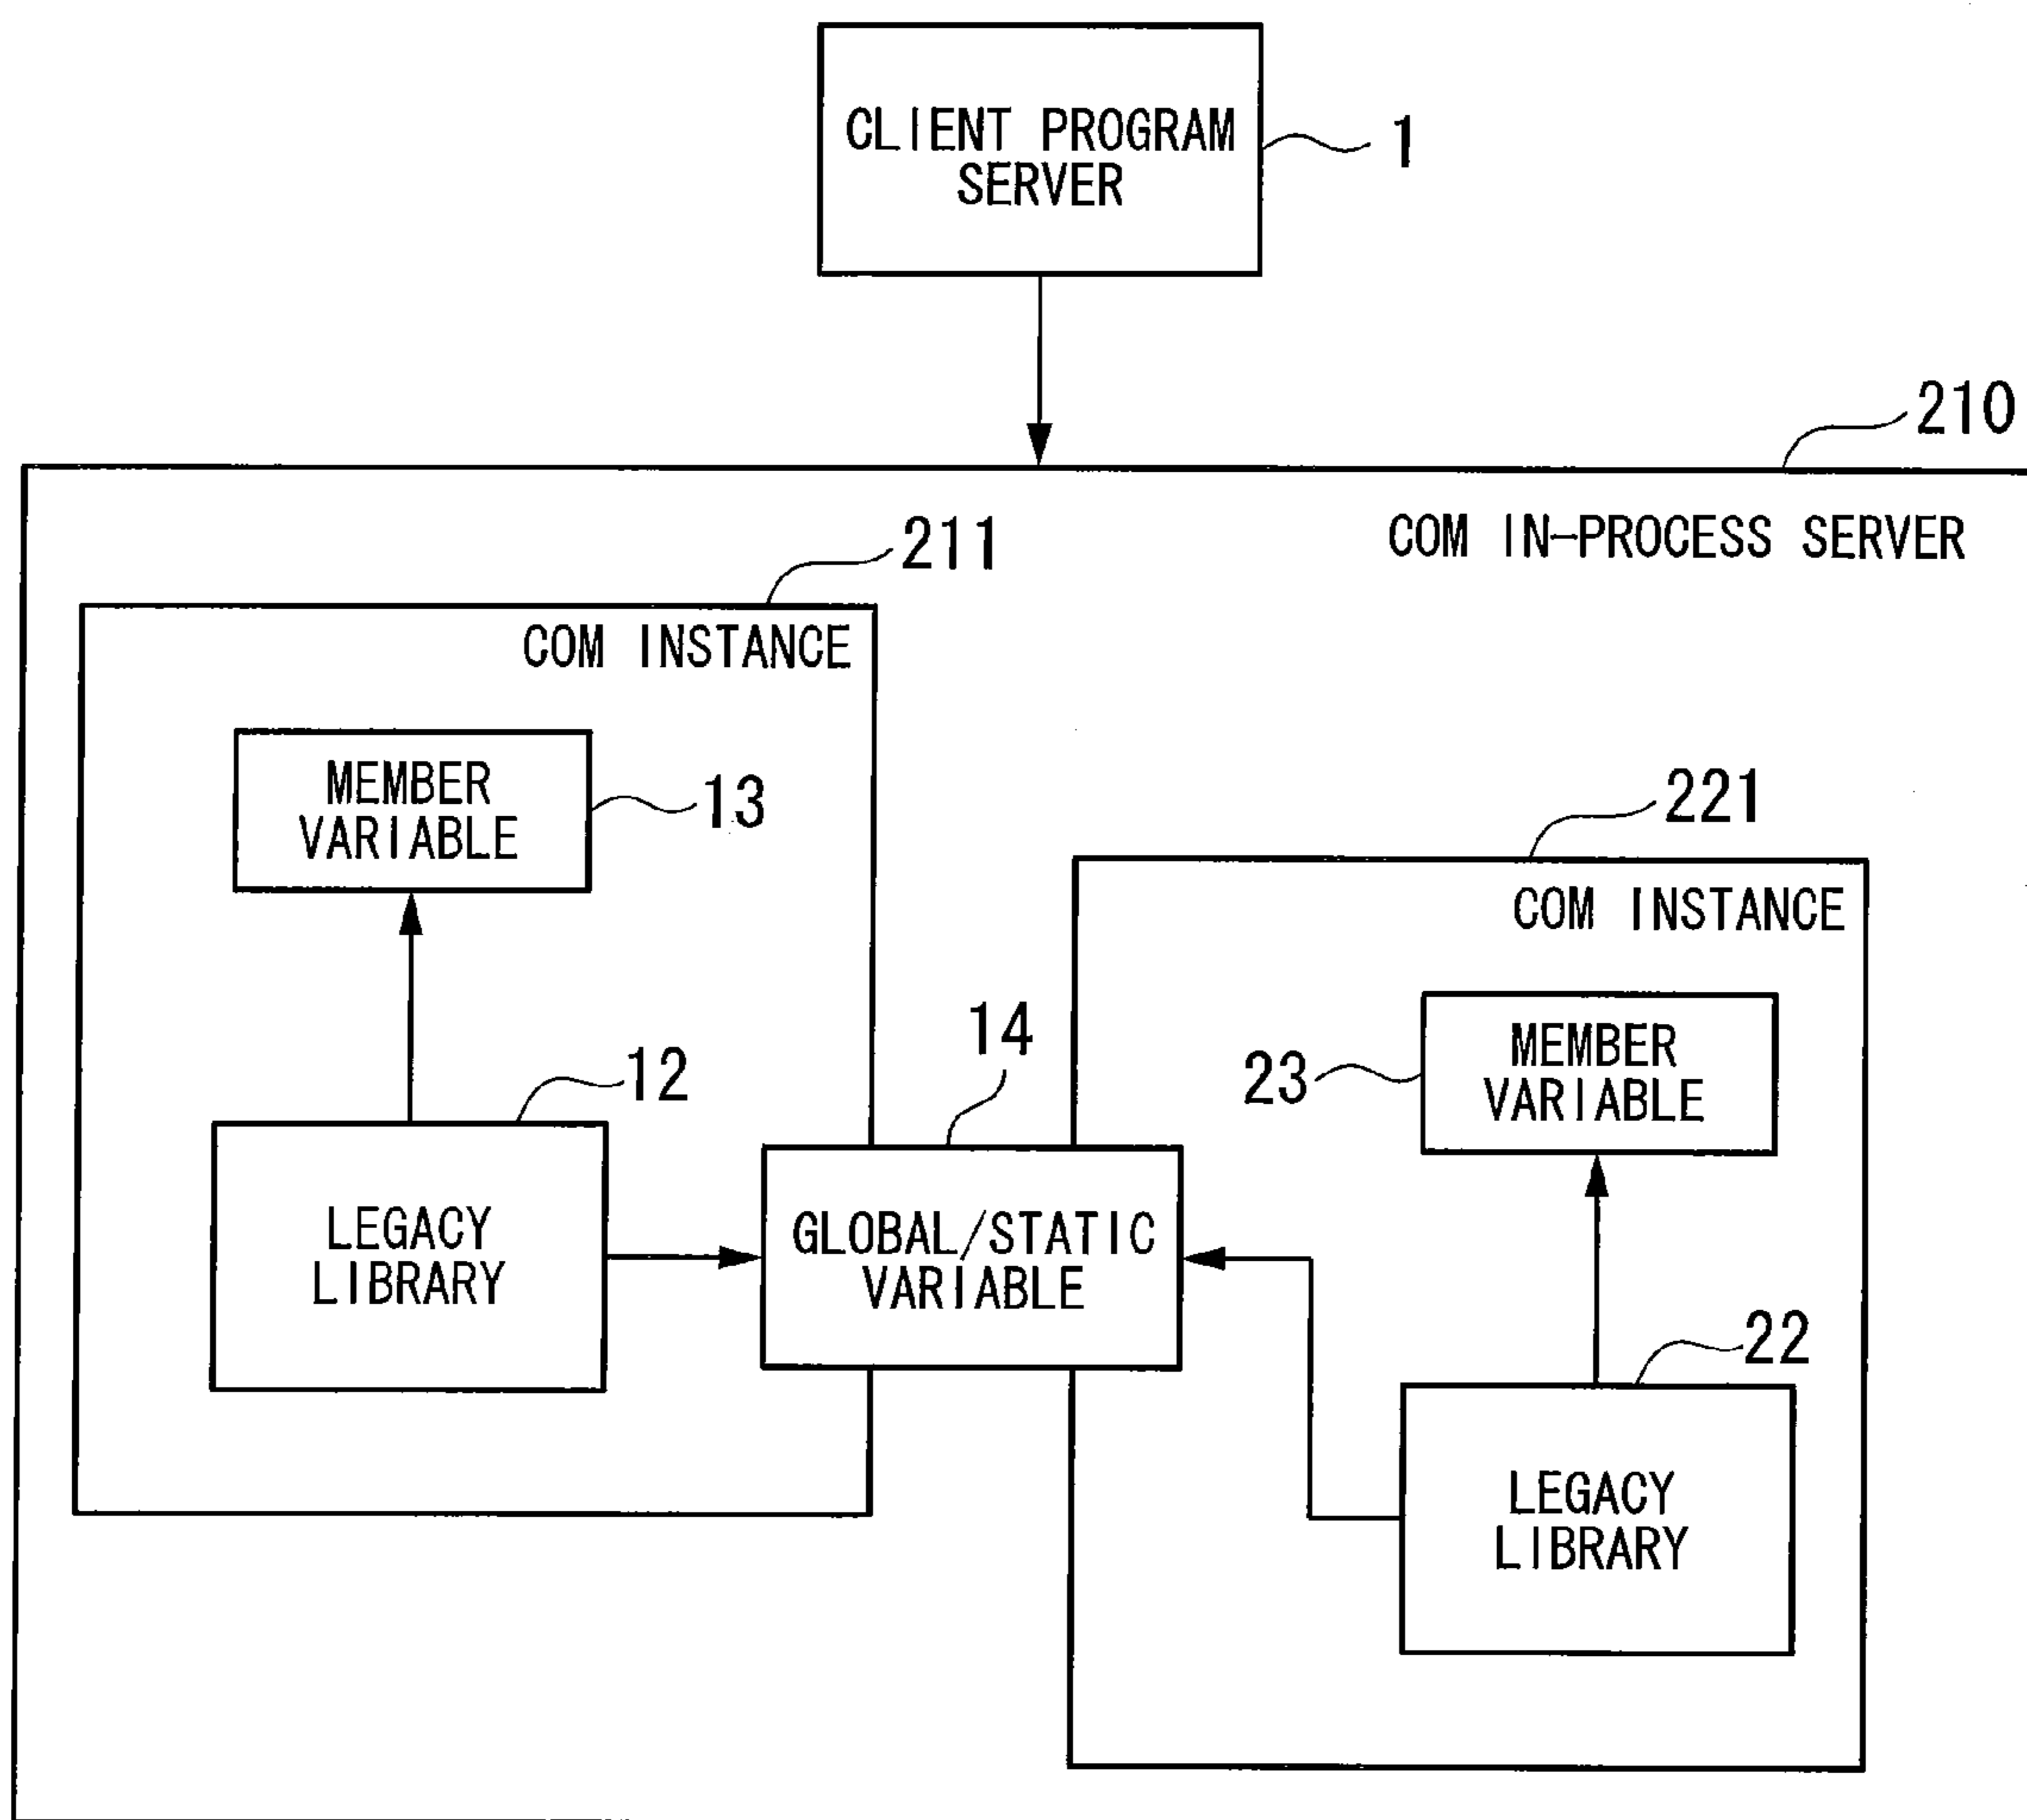 CLIENT PROGRAM
SERVER
1
210
COM IN-PROCESS SERVER
211
COM INSTANCE
MEMBER
VARIABLE
13
221
COM INSTANCE
14
MEMBER
VARIABLE
23
12
LEGACY
LIBRARY
GLOBAL/STATIC
VARIABLE
22
LEGACY
LIBRARY